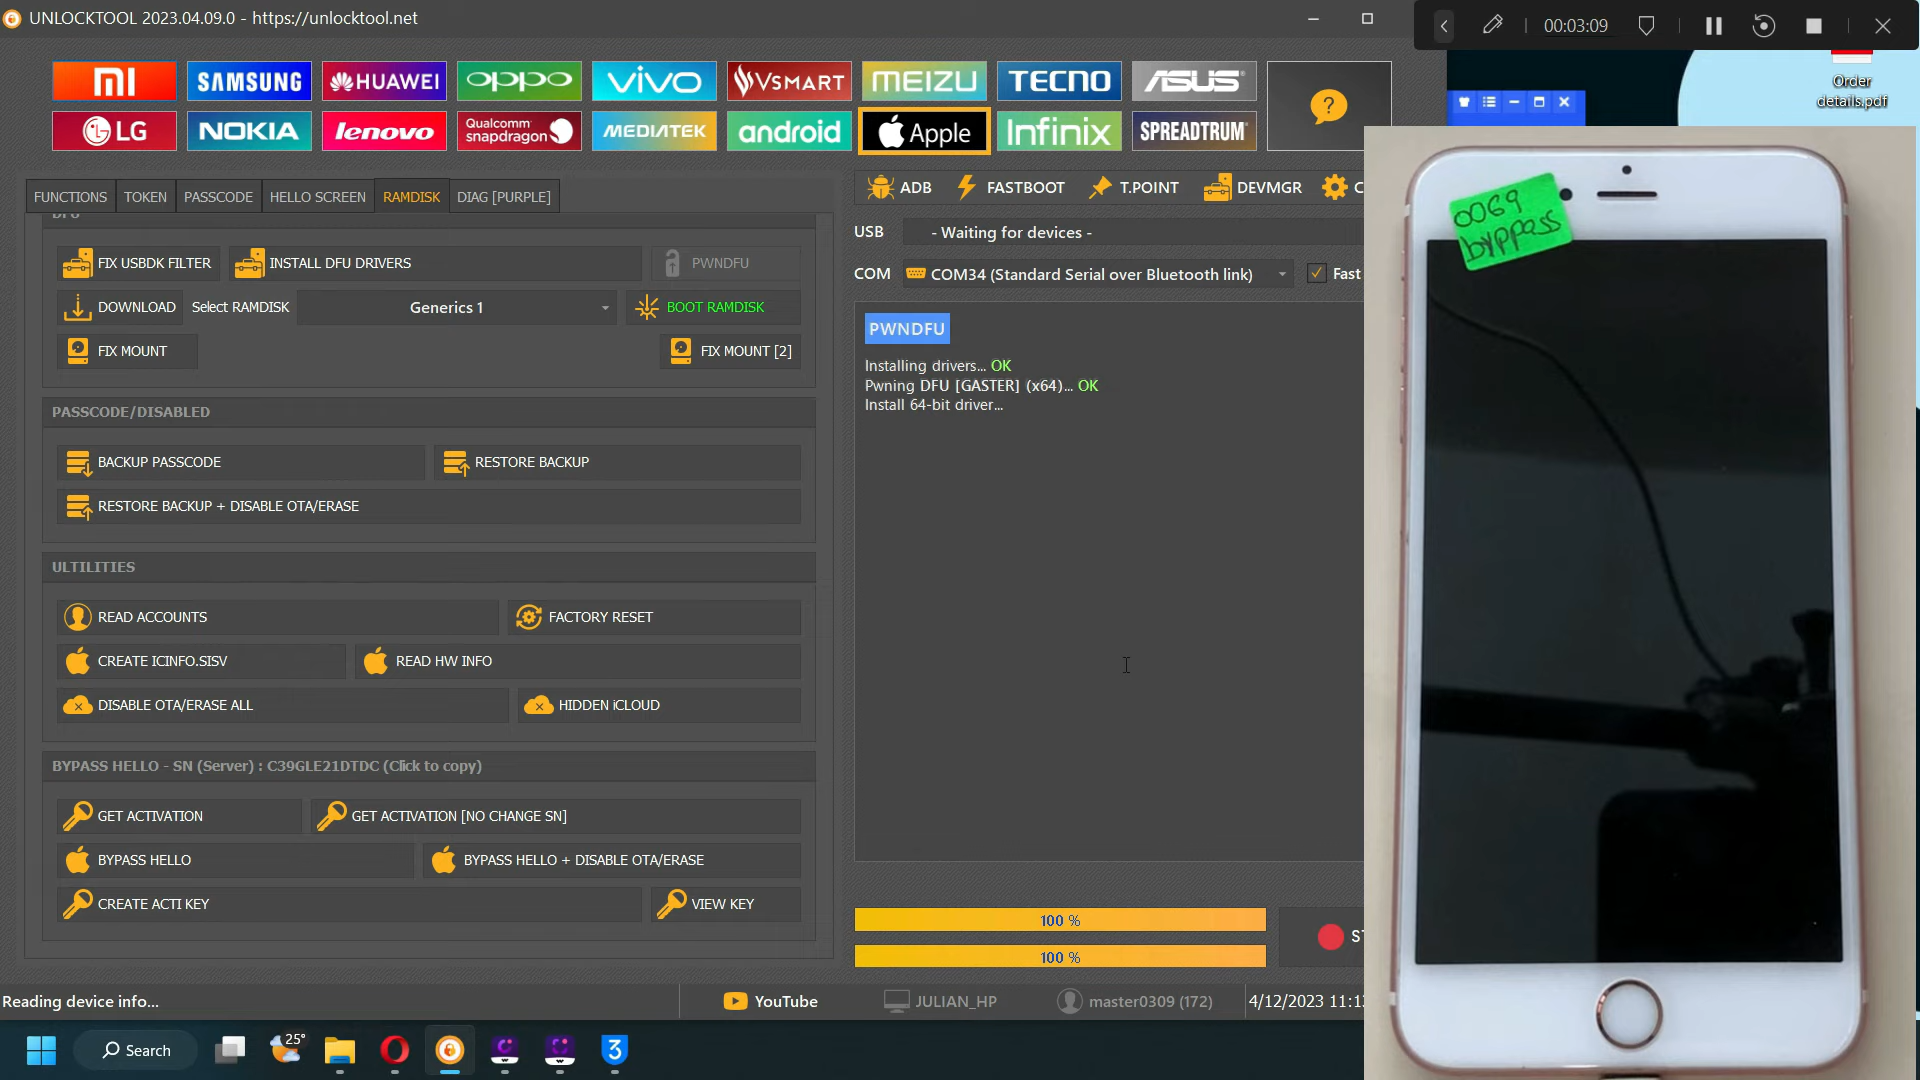 UNLOCKTOOL 2023.04.09.0 - https://unlocktool.net
00:03:09
Order
details.pdf
MI
SAMSUNG
HUAWEI
oppo
vivo
VSMART
MEIZU
TECNO
ASUS
?
LG
NOKIA
lenovo
Qualcomm
snapdragon
MEDIATEK
android
Apple
Infinix
SPREADTRUM
FUNCTIONS
TOKEN
PASSCODE
HELLO SCREEN
RAMDISK
DIAG [PURPLE]
ADB
FASTBOOT
T.POINT
DEVMGR
C
DFU
FIX USBDK FILTER
INSTALL DFU DRIVERS
PWNDFU
DOWNLOAD
Select RAMDISK
Generics 1
BOOT RAMDISK
FIX MOUNT
FIX MOUNT [2]
PASSCODE/DISABLED
BACKUP PASSCODE
RESTORE BACKUP
RESTORE BACKUP + DISABLE OTA/ERASE
ULTILITIES
READ ACCOUNTS
FACTORY RESET
CREATE ICINFO.SISV
READ HW INFO
DISABLE OTA/ERASE ALL
HIDDEN iCLOUD
BYPASS HELLO - SN (Server) : C39GLE21DTDC (Click to copy)
GET ACTIVATION
GET ACTIVATION [NO CHANGE SN]
BYPASS HELLO
BYPASS HELLO + DISABLE OTA/ERASE
CREATE ACTI KEY
VIEW KEY
USB
- Waiting for devices -
COM
COM34 (Standard Serial over Bluetooth link)
Fast
PWNDFU
Installing drivers... OK
Pwning DFU [GASTER] (x64)... OK
Install 64-bit driver...
100 %
100 %
ST
0069
byppass
Reading device info...
YouTube
JULIAN_HP
master0309 (172)
4/12/2023 11:1
Search
25°
3